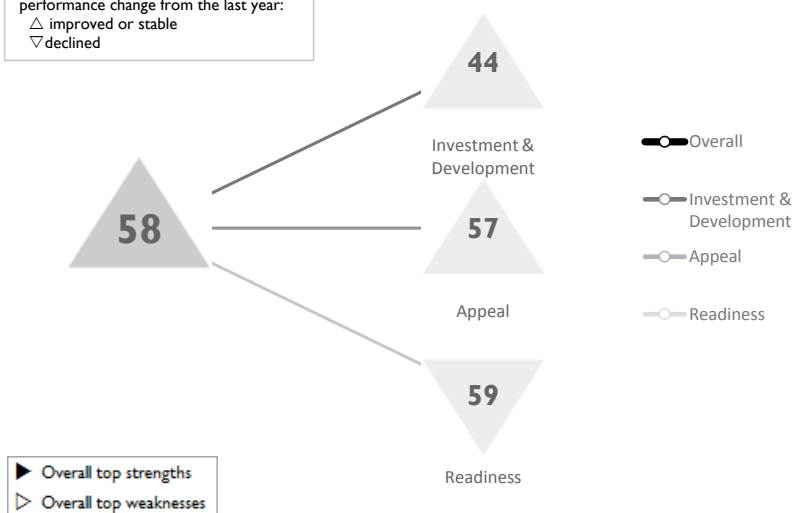 performance change from the last year:
△ improved or stable
▽ declined
44
Investment &
Development
58
57
Appeal
59
Readiness
Overall
Investment &
Development
Appeal
Readiness
▶ Overall top strengths
▷ Overall top weaknesses